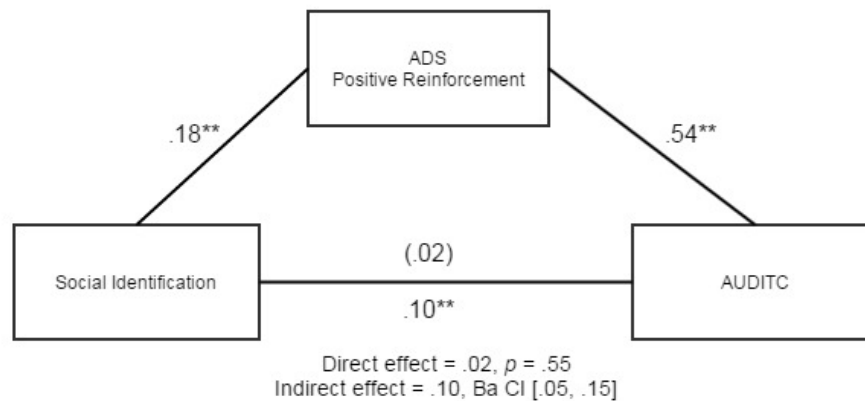 ADS
Positive Reinforcement
.18**
.54**
Social Identification
(.02)
.10**
AUDITC
Direct effect = .02, p = .55
Indirect effect = .10, Ba CI [.05, .15]